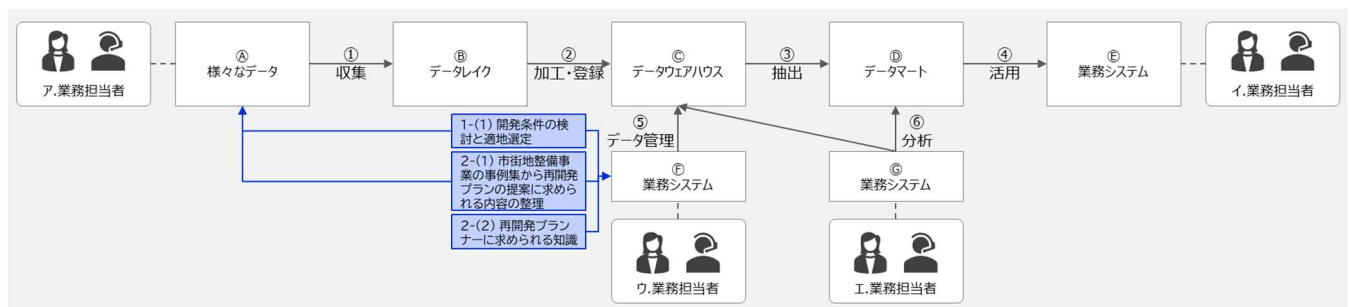 ア.業務担当者
Ⓐ
様々なデータ
①
収集
Ⓑ
データレイク
②
加工・登録
Ⓒ
データウェアハウス
③
抽出
Ⓓ
データマート
④
活用
Ⓔ
業務システム
イ.業務担当者
1-(1) 開発条件の検
討と適地選定
2-(1) 市街地整備事
業の事例集から再開発
プランの提案に求めら
れる内容の整理
2-(2) 再開発プラン
ナーに求められる知識
⑤
データ管理
Ⓕ
業務システム
ウ.業務担当者
⑥
分析
Ⓖ
業務システム
エ.業務担当者